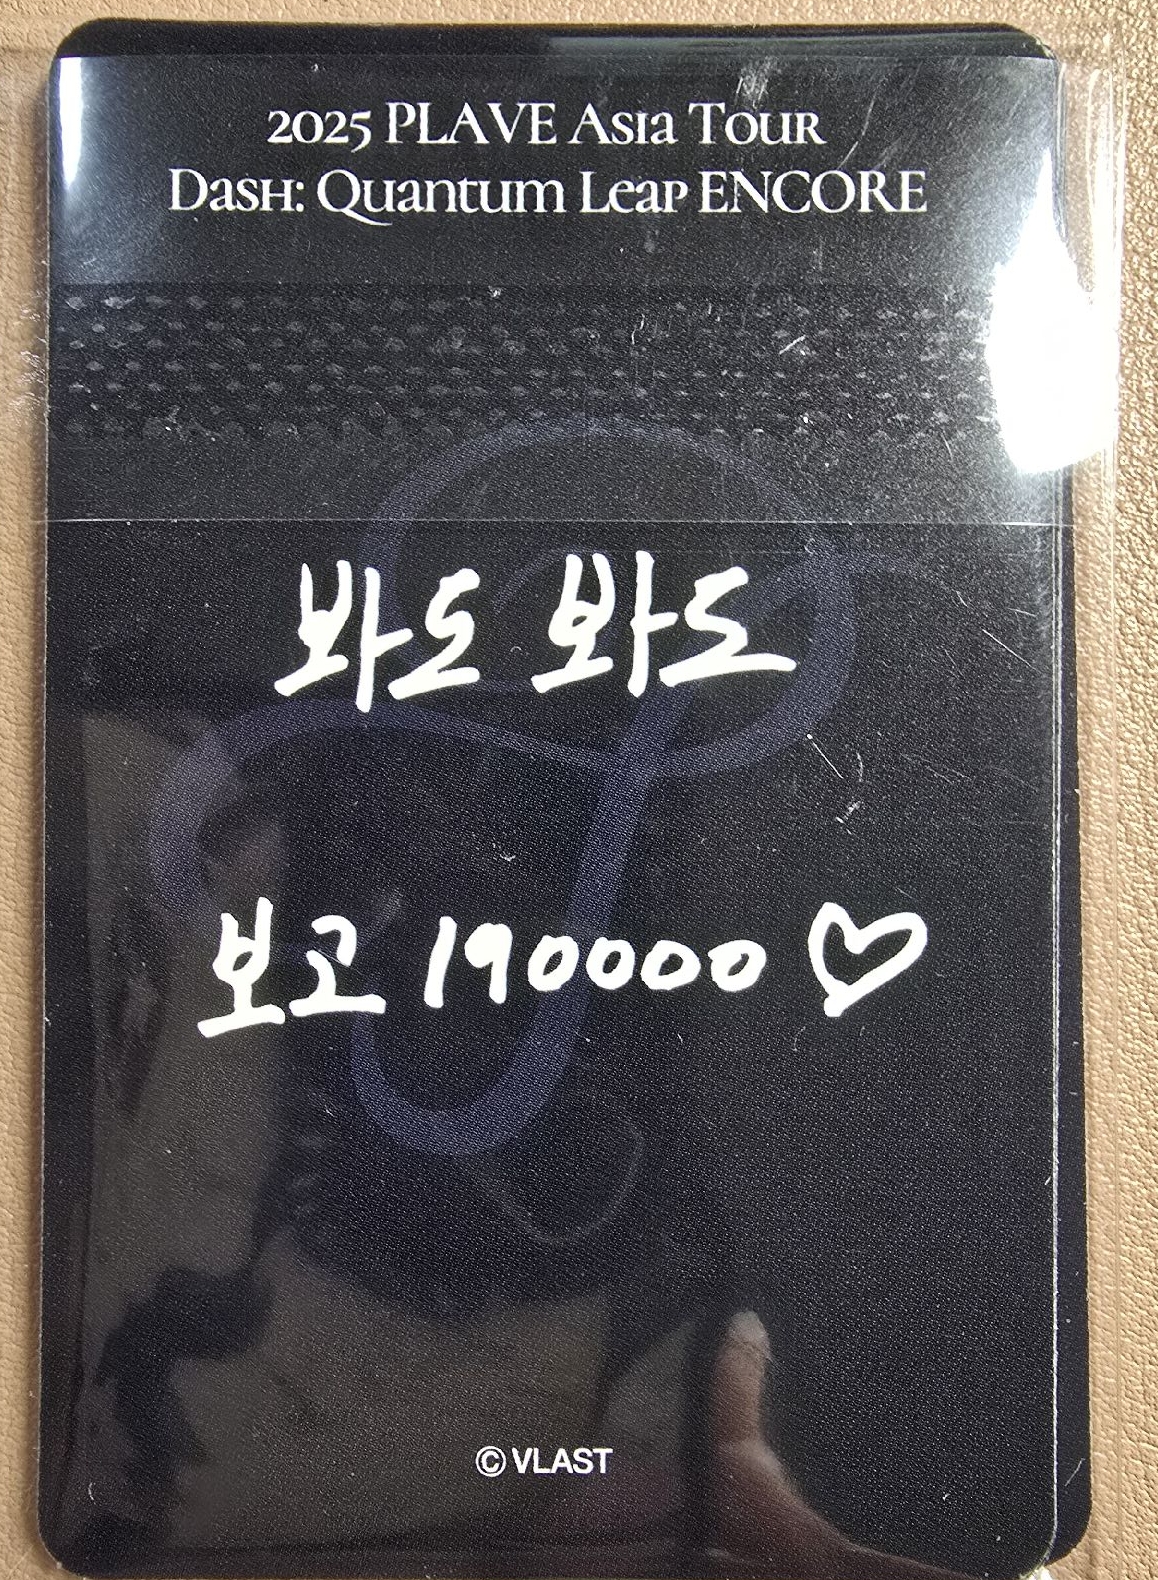 2025 PLAVE Asia Tour
Dash: Quantum Leap ENCORE
봐도 봐도
보고 190000 ♡
© VLAST